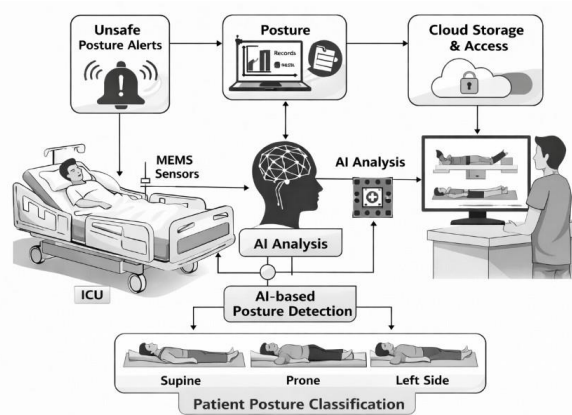 Unsafe
Posture Alerts
Posture
Records
Cloud Storage
& Access
MEMS
Sensors
AI Analysis
AI Analysis
ICU
AI-based
Posture Detection
Supine
Prone
Left Side
Patient Posture Classification